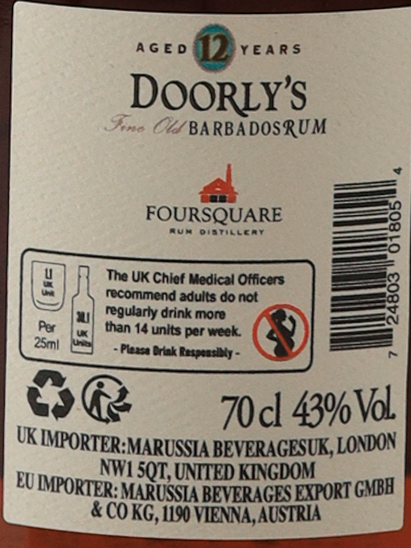 AGED 12 YEARS
DOORLY'S
Fine Old BARBADOS RUM
FOURSQUARE
RUM DISTILLERY
1.1
UK
Unit
Per
25ml
30.1
UK
Units
The UK Chief Medical Officers
recommend adults do not
regularly drink more
than 14 units per week.
- Please Drink Responsibly -
7 24803 01805 4
70 cl 43% Vol.
UK IMPORTER:MARUSSIA BEVERAGESUK, LONDON
NW1 5QT, UNITED KINGDOM
EU IMPORTER: MARUSSIA BEVERAGES EXPORT GMBH
& CO KG, 1190 VIENNA, AUSTRIA